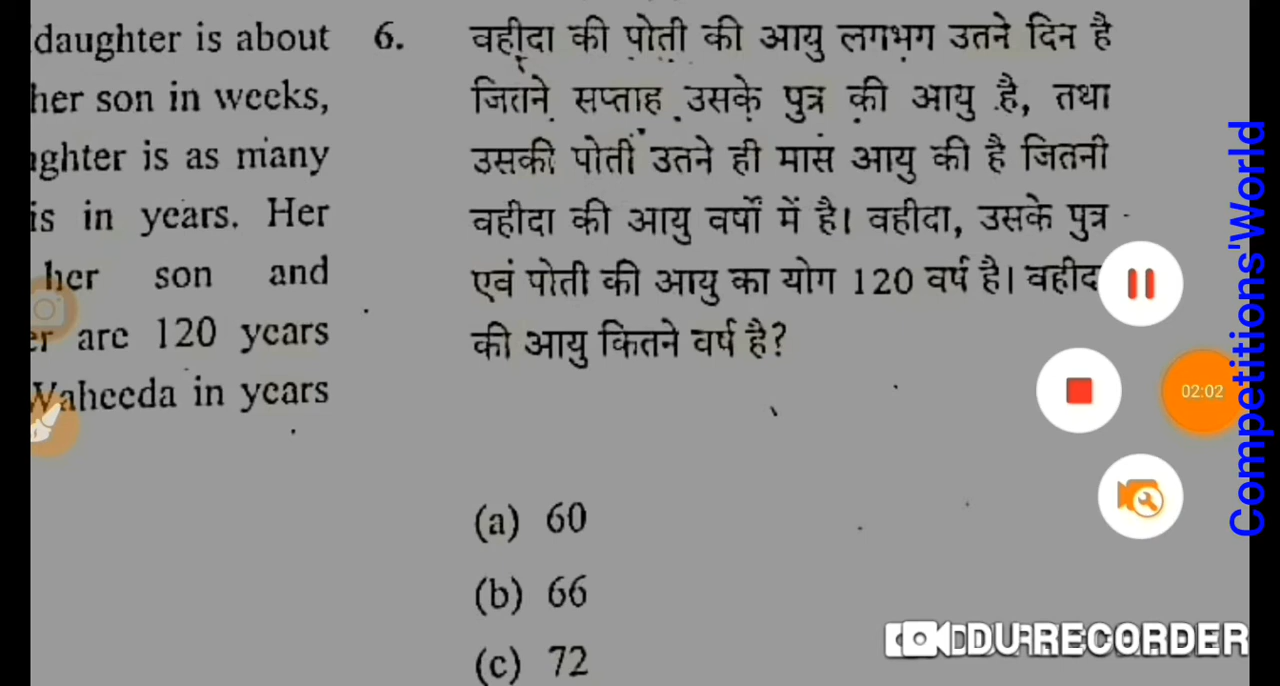 daughter is about
her son in weeks,
ghter is as many
is in years. Her
her son and
er are 120 years
Waheeda in years
6. वहीदा की पोती की आयु लगभग उतने दिन है
जितने सप्ताह उसके पुत्र की आयु है, तथा
उसकी पोती उतने ही मास आयु की है जितनी
वहीदा की आयु वर्षों में है। वहीदा, उसके पुत्र
एवं पोती की आयु का योग 120 वर्ष है। वहीद
की आयु कितने वर्ष है?
(a) 60
(b) 66
(c) 72
02:02
Competitions'World
DU RECORDER